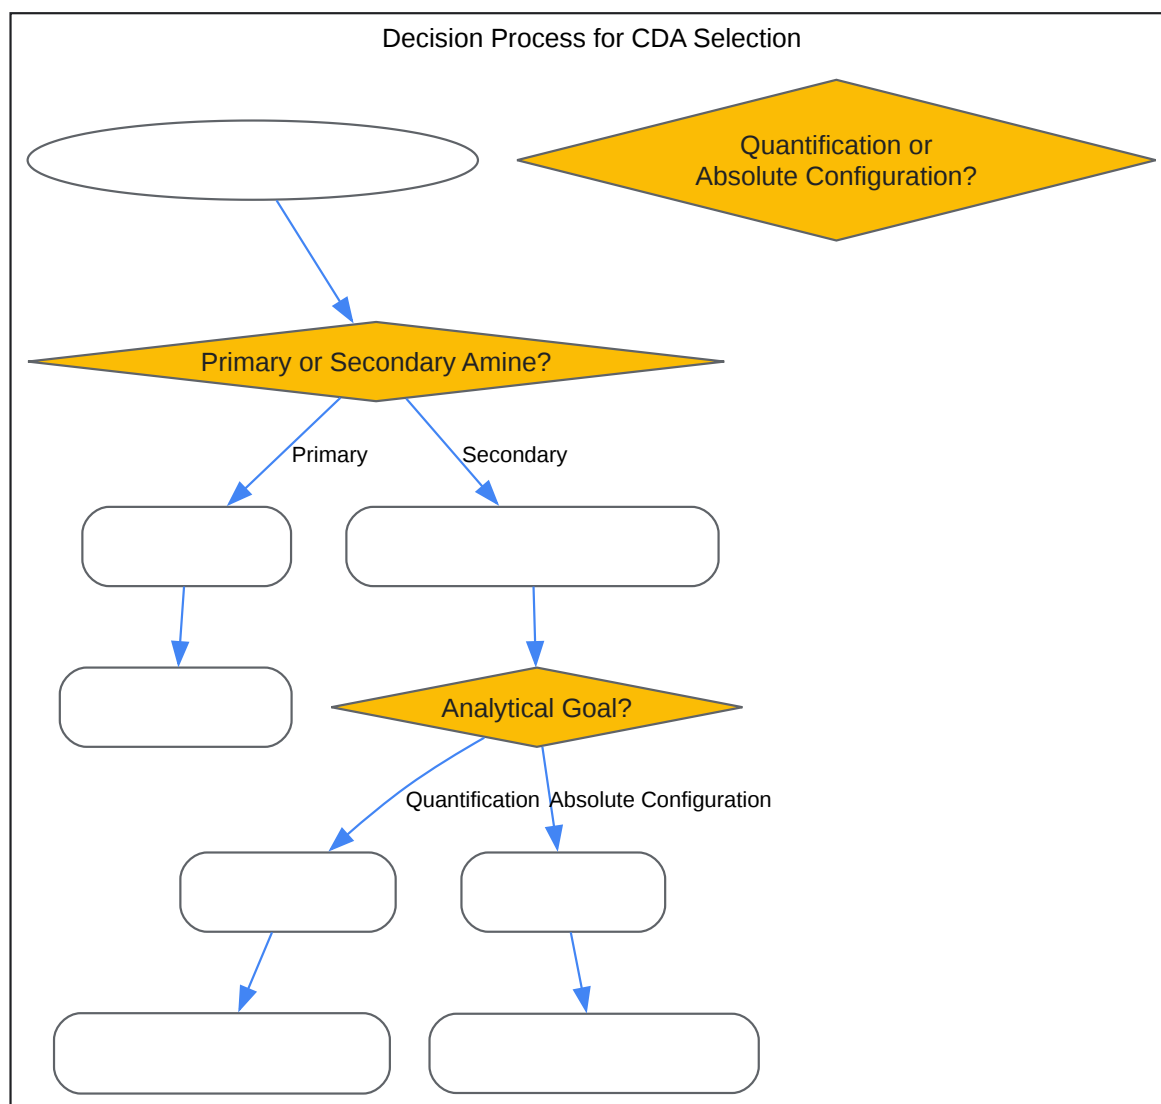 Decision Process for CDA Selection
Quantification or
Absolute Configuration?
Primary or Secondary Amine?
Primary
Secondary
Analytical Goal?
Quantification
Absolute Configuration